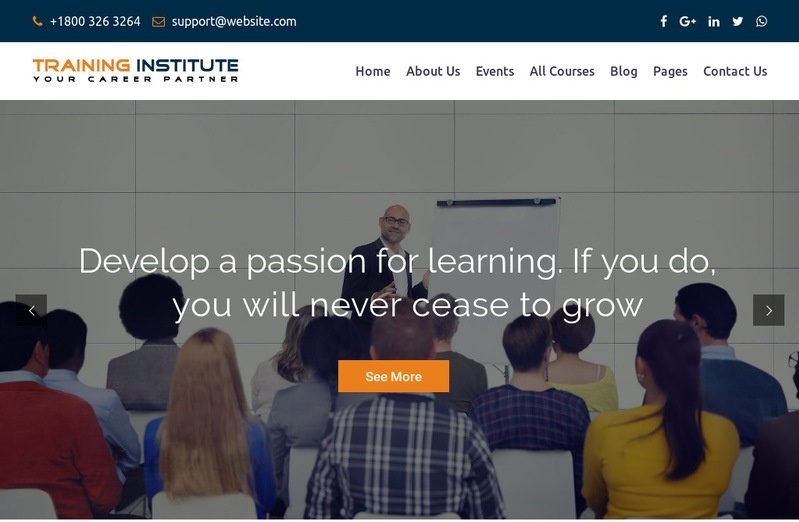 +1800 326 3264 support@website.com
TRAINING INSTITUTE
YOUR CAREER PARTNER
Home About Us Events All Courses Blog Pages Contact Us
Develop a passion for learning. If you do,
you will never cease to grow
See More